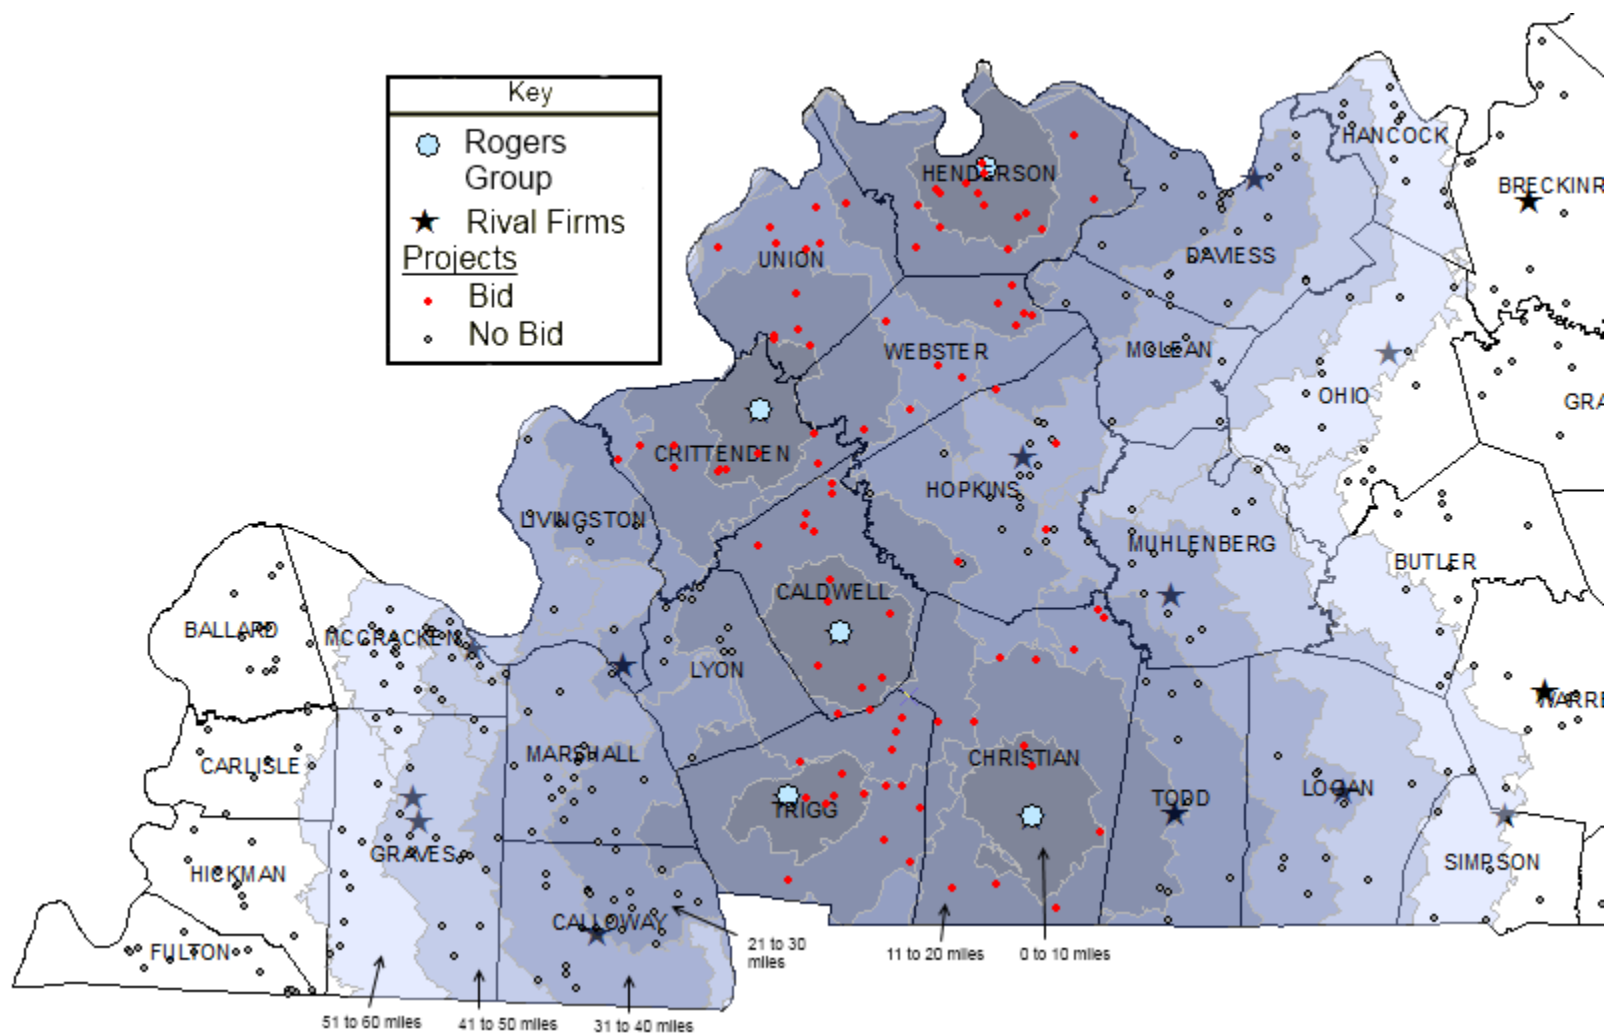 Key
Rogers
Group
Rival Firms
Projects
Bid
No Bid
HANCOCK
HENDERSON
BRECKINR
UNION
DAVIESS
WEBSTER
MCLEAN
OHIO
GRA
CRITTENDEN
HOPKINS
LIVINGSTON
MUHLENBERG
BUTLER
CALDWELL
BALLARD
MCCRACKEN
LYON
WARRE
MARSHALL
CHRISTIAN
CARLISLE
TODD
LOGAN
TRIGG
GRAVES
SIMPSON
HICKMAN
CALLOWAY
FULTON
21 to 30
miles
11 to 20 miles
0 to 10 miles
51 to 60 miles
41 to 50 miles
31 to 40 miles